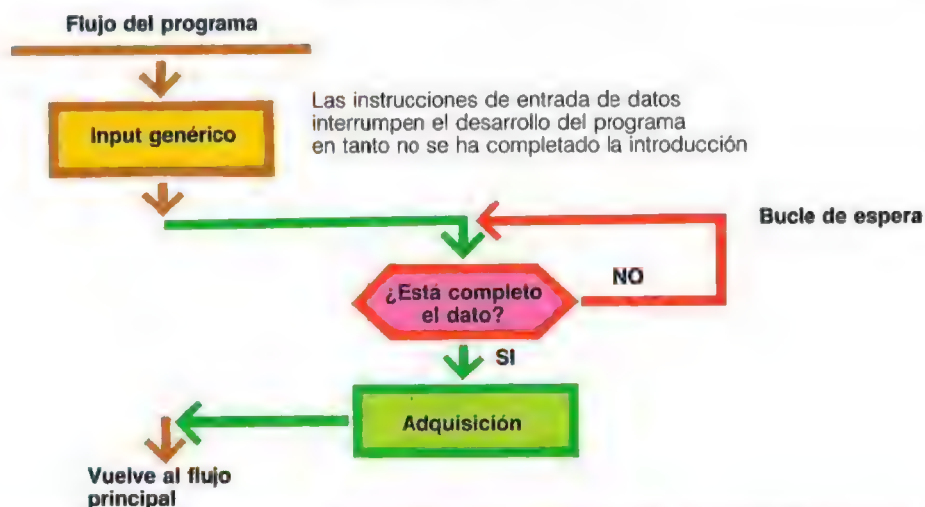 Flujo del programa
Input genérico
Las instrucciones de entrada de datos
interrumpen el desarrollo del programa
en tanto no se ha completado la introducción
Bucle de espera
¿Está completo
el dato?
NO
SI
Adquisición
Vuelve al flujo
principal